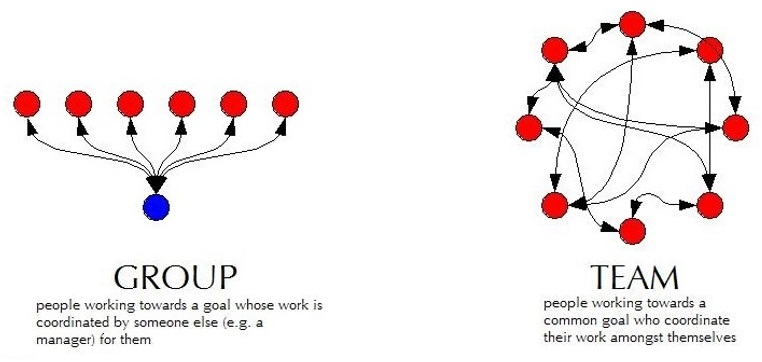 GROUP
people working towards a goal whose work is
coordinated by someone else (e.g. a
manager) for them
TEAM
people working towards a
common goal who coordinate
their work amongst themselves